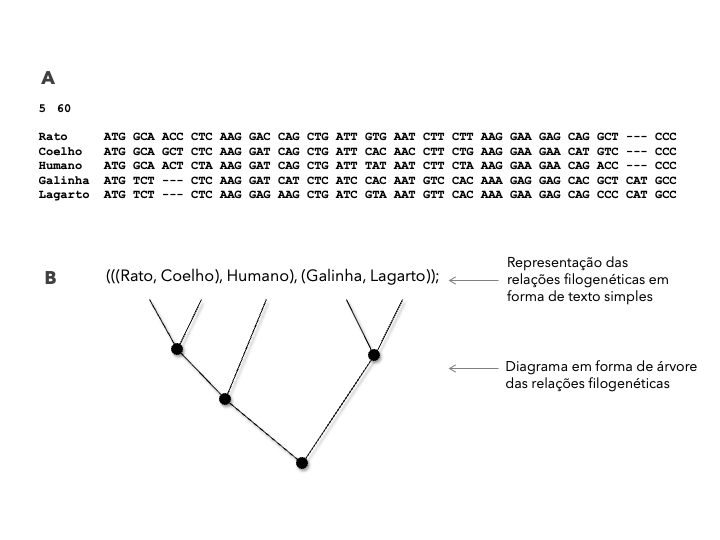 A
5 60
Rato ATG GCA ACC CTC AAG GAC CAG CTG ATT GTG AAT CTT CTT AAG GAA GAG CAG GCT --- CCC
Coelho ATG GCA GCT CTC AAG GAT CAG CTG ATT CAC AAC CTT CTG AAG GAA GAA CAT GTC --- CCC
Humano ATG GCA ACT CTA AAG GAT CAG CTG ATT TAT AAT CTT CTA AAG GAA GAA CAG ACC --- CCC
Galinha ATG TCT --- CTC AAG GAT CAT CTC ATC CAC AAT GTC CAC AAA GAG GAG CAC GCT CAT GCC
Lagarto ATG TCT --- CTC AAG GAG AAG CTG ATC GTA AAT GTT CAC AAA GAA GAG CAG CCC CAT GCC
B
(((Rato, Coelho), Humano), (Galinha, Lagarto));
Representação das
relações filogenéticas em
forma de texto simples
Diagrama em forma de árvore
das relações filogenéticas